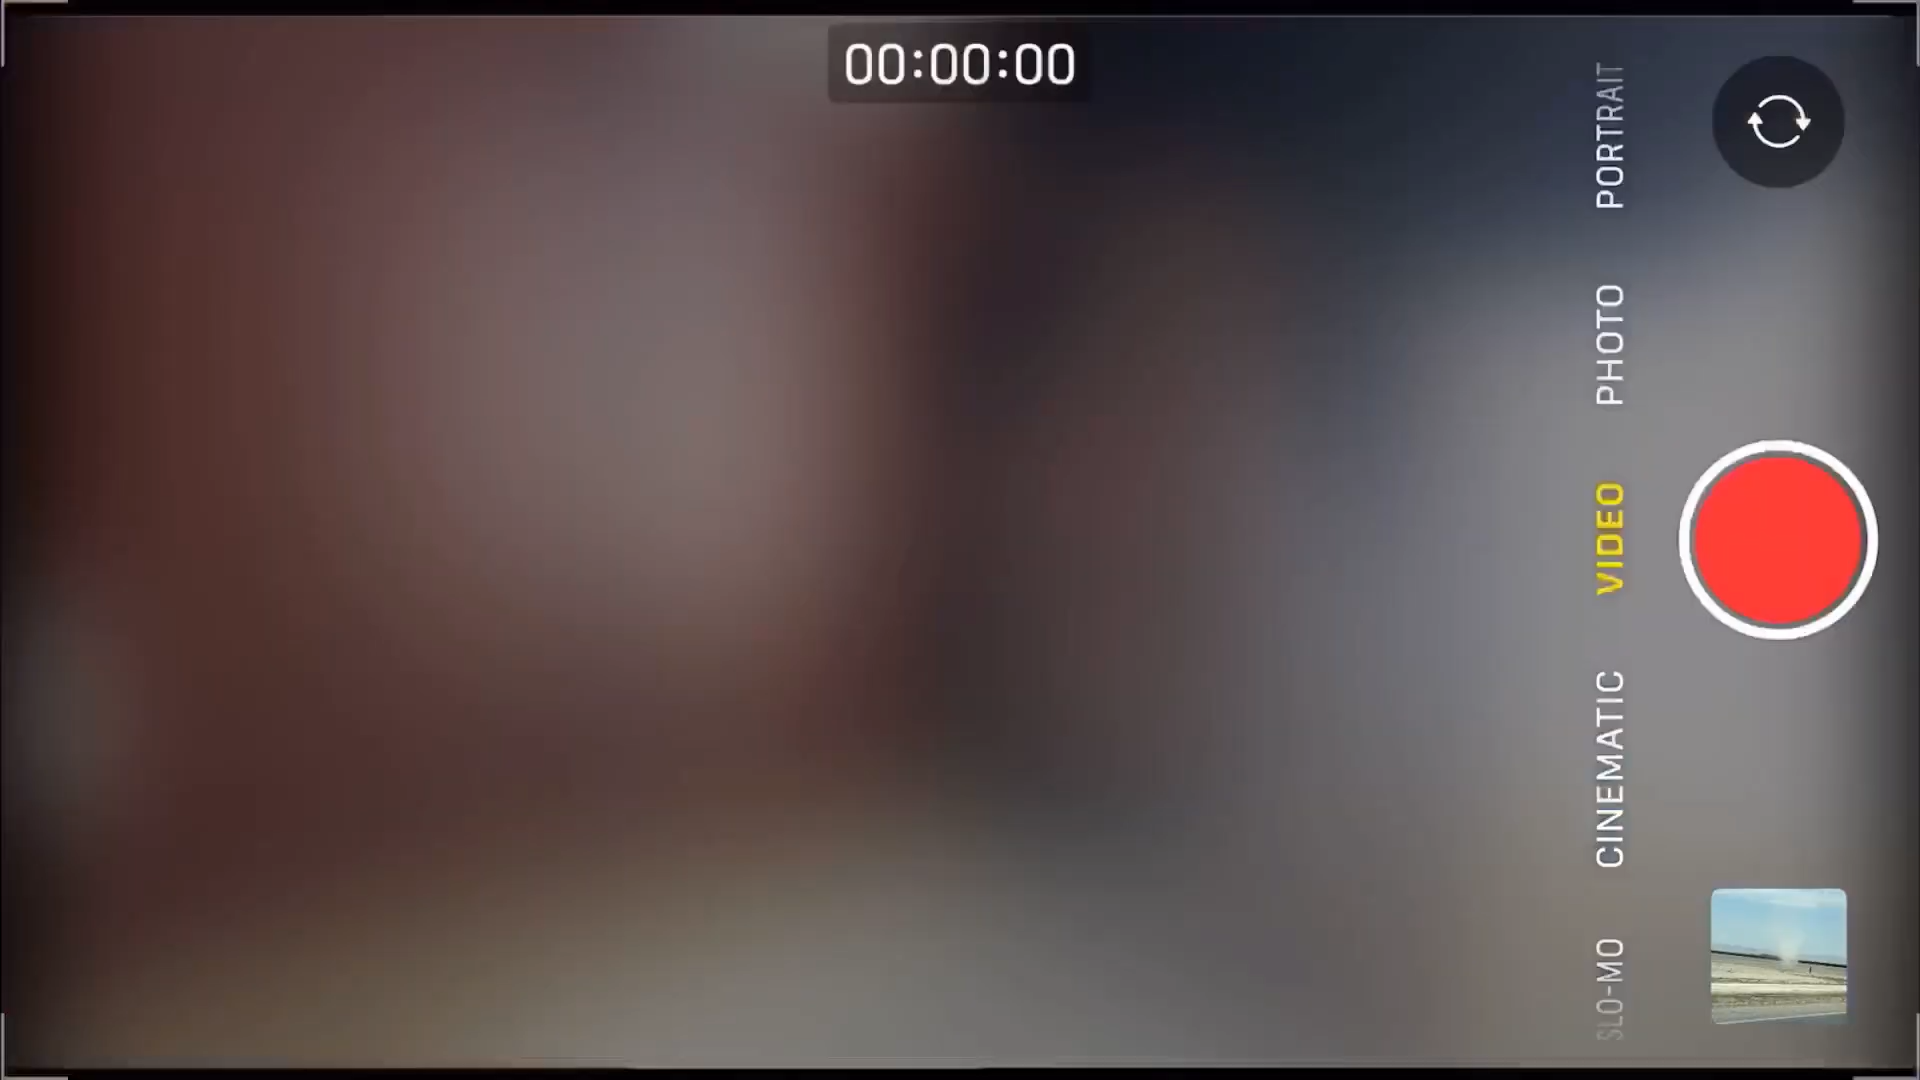 00:00:00
PORTRAIT
PHOTO
VIDEO
CINEMATIC
SLO-MO